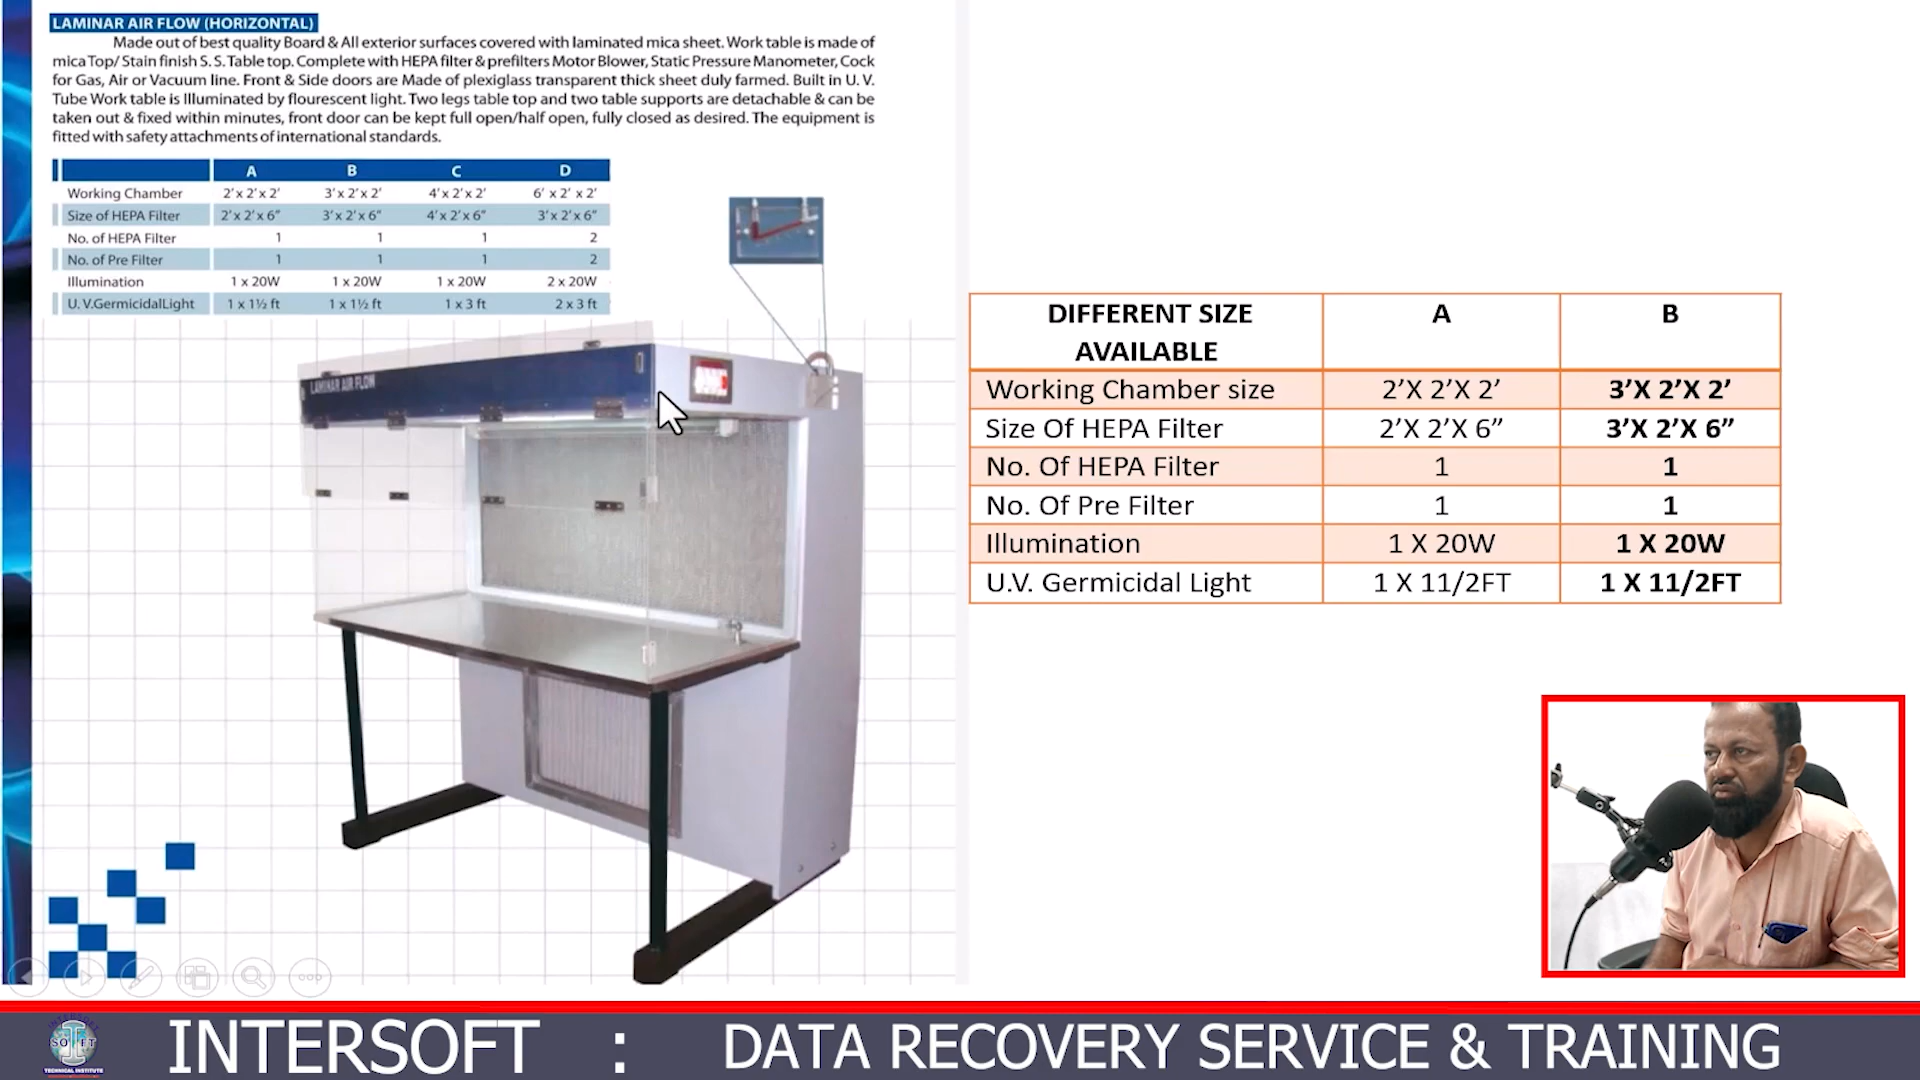 LAMINAR AIR FLOW (HORIZONTAL)
Made out of best quality Board & All exterior surfaces covered with laminated mica sheet. Work table is made of
mica Top/ Stain finish S. S. Table top. Complete with HEPA filter & prefilters Motor Blower, Static Pressure Manometer, Cock
for Gas, Air or Vacuum line. Front & Side doors are Made of plexiglass transparent thick sheet duly farmed. Built in U. V.
Tube Work table is Illuminated by flourescent light. Two legs table top and two table supports are detachable & can be
taken out & fixed within minutes, front door can be kept full open/half open, fully closed as desired. The equipment is
fitted with safety attachments of international standards.
A B C D
Working Chamber 2' x 2' x 2' 3' x 2' x 2' 4' x 2' x 2' 6' x 2' x 2'
Size of HEPA Filter 2' x 2' x 6" 3' x 2' x 6" 4' x 2' x 6" 3' x 2' x 6"
No. of HEPA Filter 1 1 1 2
No. of Pre Filter 1 1 1 2
Illumination 1 x 20W 1 x 20W 1 x 20W 2 x 20W
U. V.GermicidalLight 1 x 1½ ft 1 x 1½ ft 1 x 3 ft 2 x 3 ft
LAMINAR AIR FLOW
DIFFERENT SIZE AVAILABLE A B
Working Chamber size 2'X 2'X 2' 3'X 2'X 2'
Size Of HEPA Filter 2'X 2'X 6” 3'X 2'X 6”
No. Of HEPA Filter 1 1
No. Of Pre Filter 1 1
Illumination 1 X 20W 1 X 20W
U.V. Germicidal Light 1 X 11/2FT 1 X 11/2FT
INTERSOFT
SOFT
TECHNICAL INSTITUTE
INTERSOFT : DATA RECOVERY SERVICE & TRAINING